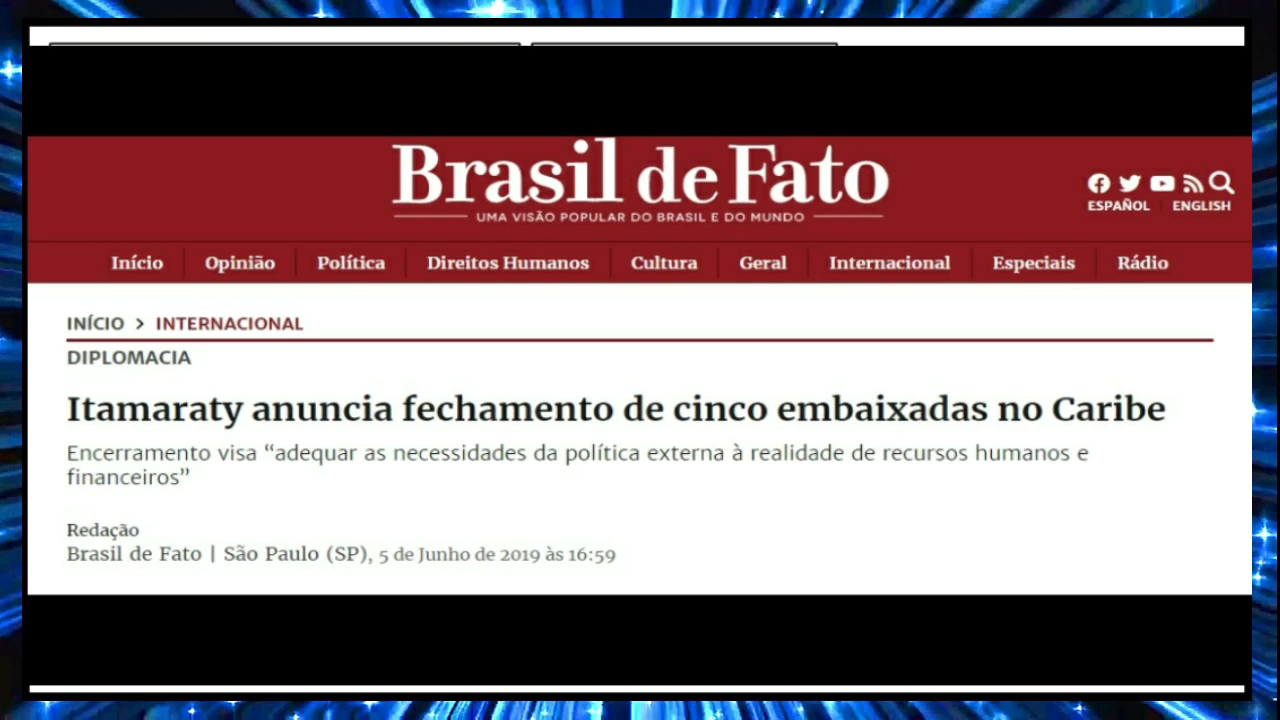 Brasil de Fato
UMA VISÃO POPULAR DO BRASIL E DO MUNDO
ESPAÑOL ENGLISH
Início Opinião Política Direitos Humanos Cultura Geral Internacional Especiais Rádio
INÍCIO > INTERNACIONAL
DIPLOMACIA
Itamaraty anuncia fechamento de cinco embaixadas no Caribe
Encerramento visa “adequar as necessidades da política externa à realidade de recursos humanos e
financeiros”
Redação
Brasil de Fato | São Paulo (SP), 5 de Junho de 2019 às 16:59